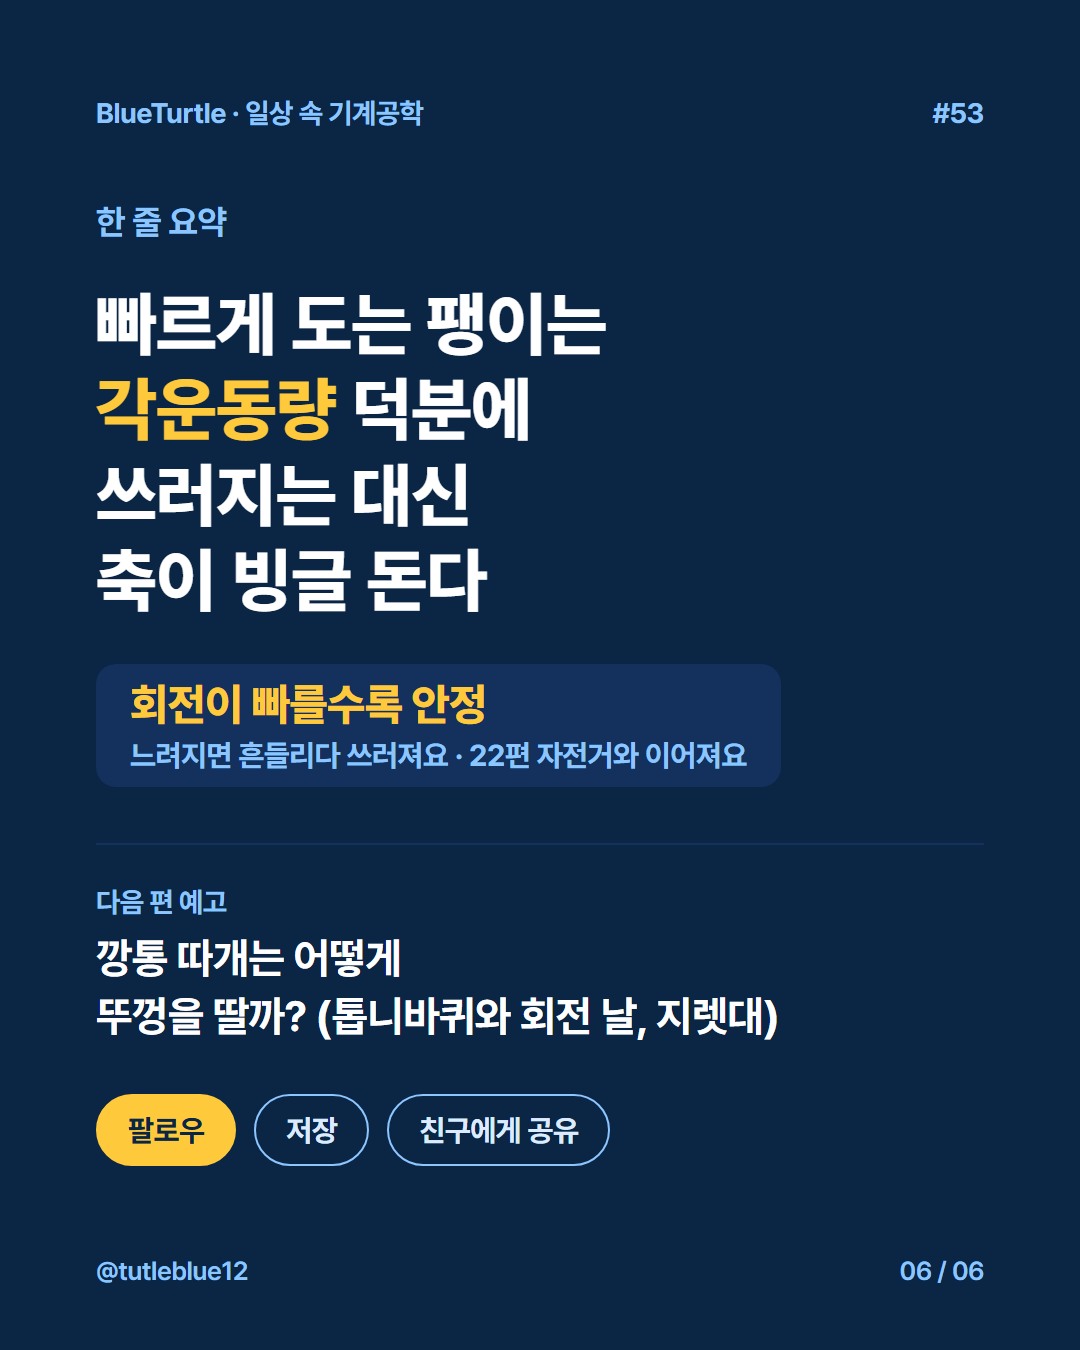 BlueTurtle · 일상 속 기계공학
#53
한 줄 요약
빠르게 도는 팽이는
각운동량 덕분에
쓰러지는 대신
축이 빙글 돈다
회전이 빠를수록 안정
느려지면 흔들리다 쓰러져요 · 22편 자전거와 이어져요
다음 편 예고
깡통 따개는 어떻게
뚜껑을 딸까? (톱니바퀴와 회전 날, 지렛대)
팔로우
저장
친구에게 공유
@tutleblue12
06 / 06